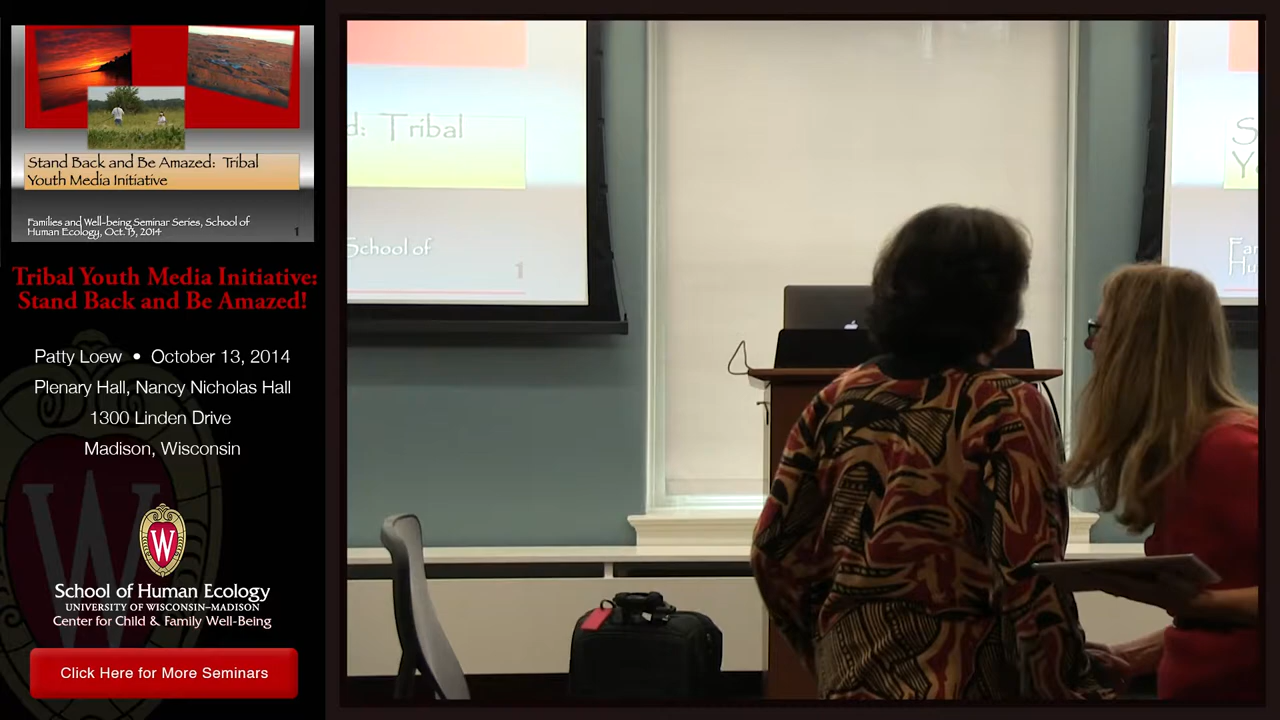 Stand Back and Be Amazed: Tribal
Youth Media Initiative
Families and Well-being Seminar Series, School of
Human Ecology, Oct. 13, 2014
1
Tribal Youth Media Initiative:
Stand Back and Be Amazed!
Patty Loew • October 13, 2014
Plenary Hall, Nancy Nicholas Hall
1300 Linden Drive
Madison, Wisconsin
W
W
School of Human Ecology
UNIVERSITY OF WISCONSIN–MADISON
Center for Child & Family Well-Being
Click Here for More Seminars
d: Tribal
School of
1
S
Y
Fa
Hu